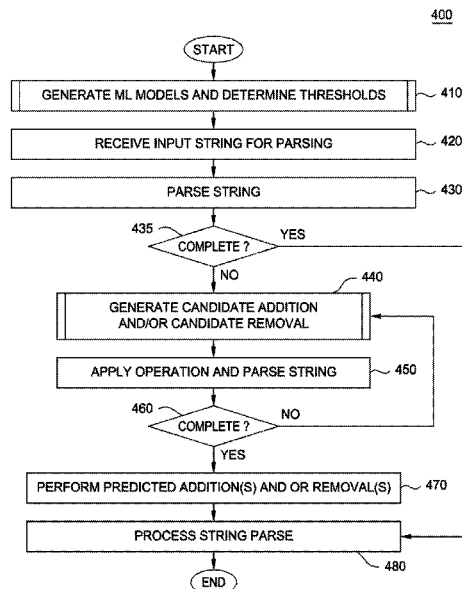 400
START
GENERATE ML MODELS AND DETERMINE THRESHOLDS
410
RECEIVE INPUT STRING FOR PARSING
420
PARSE STRING
430
435
COMPLETE ?
YES
NO
440
GENERATE CANDIDATE ADDITION
AND/OR CANDIDATE REMOVAL
APPLY OPERATION AND PARSE STRING
450
460
COMPLETE ?
NO
YES
PERFORM PREDICTED ADDITION(S) AND OR REMOVAL(S)
470
PROCESS STRING PARSE
480
END